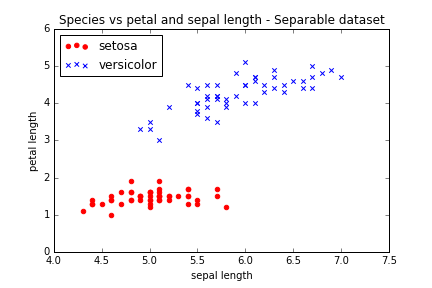 Species vs petal and sepal length - Separable dataset
setosa
versicolor
petal length
6
5
4
3
2
1
0
4.0 4.5 5.0 5.5 6.0 6.5 7.0 7.5
sepal length